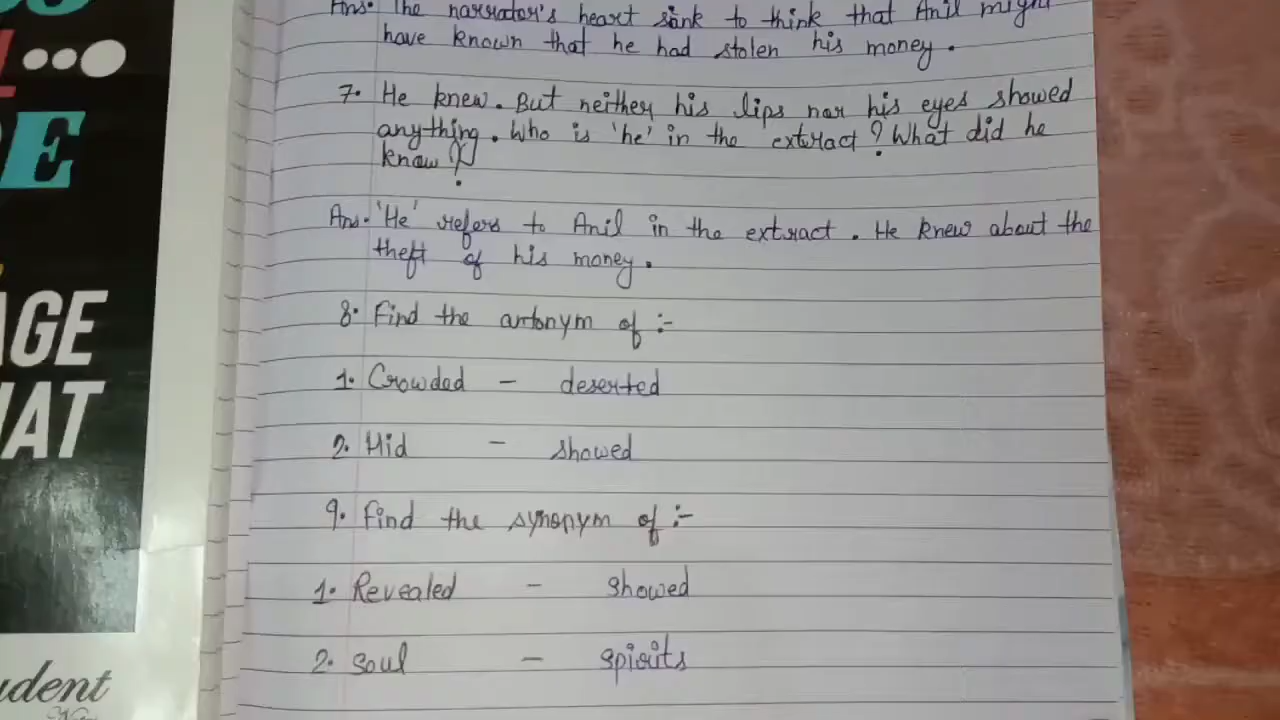 E
AGE
HAT
udent
Ans. The narrator's heart sank to think that Anil might
have known that he had stolen his money.
7. He knew. But neither his lips nor his eyes showed
anything. Who is 'he' in the extract? What did he
know?
Ans. 'He' refers to Anil in the extract. He knew about the
theft of his money.
8. Find the antonym of :-
1. Crowded - deserted
2. Hid - showed
9. Find the synonym of :-
1. Revealed - showed
2. Soul - spirits